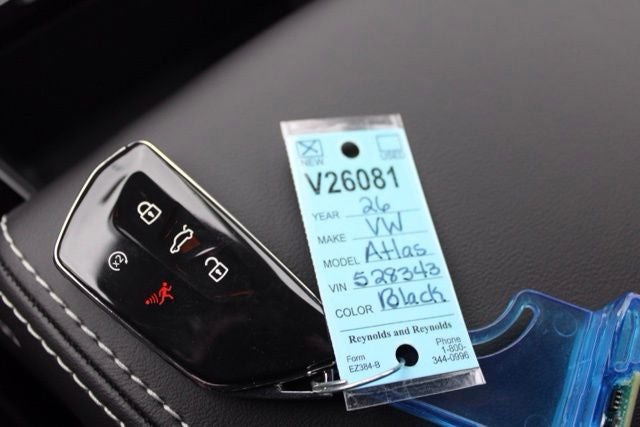 NEW USED
V26081
YEAR 26
MAKE VW
MODEL Atlas
VIN 528343
COLOR Black
Reynolds and Reynolds
Form Phone
EZ384-B 1-800-
344-0996
x2